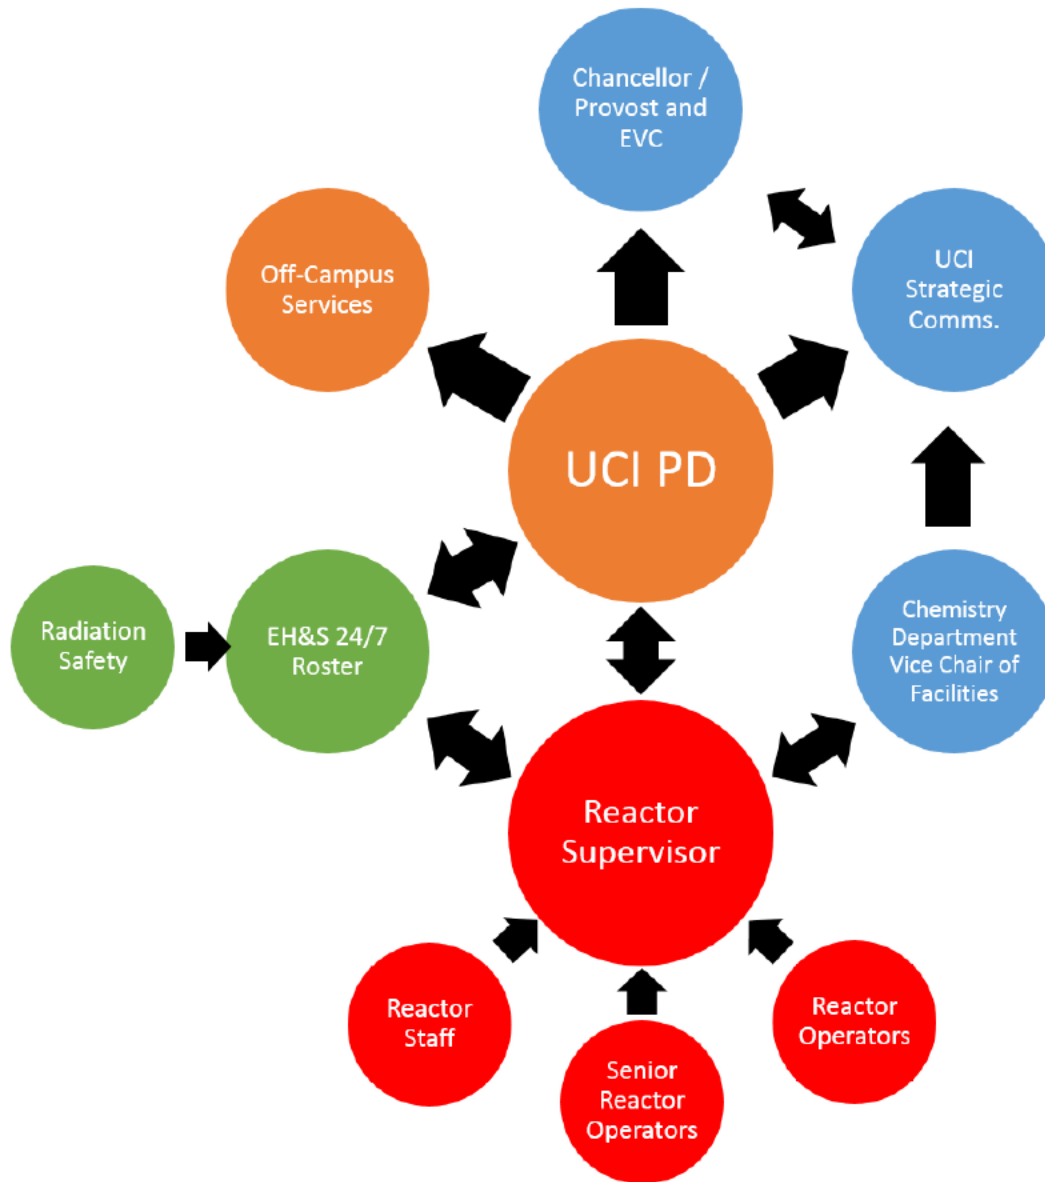 Chancellor /
Provost and
EVC
Off-Campus
Services
UCI
Strategic
Comms.
UCI PD
Radiation
Safety
EH&S 24/7
Roster
Chemistry
Department
Vice Chair of
Facilities
Reactor
Supervisor
Reactor
Staff
Senior
Reactor
Operators
Reactor
Operators